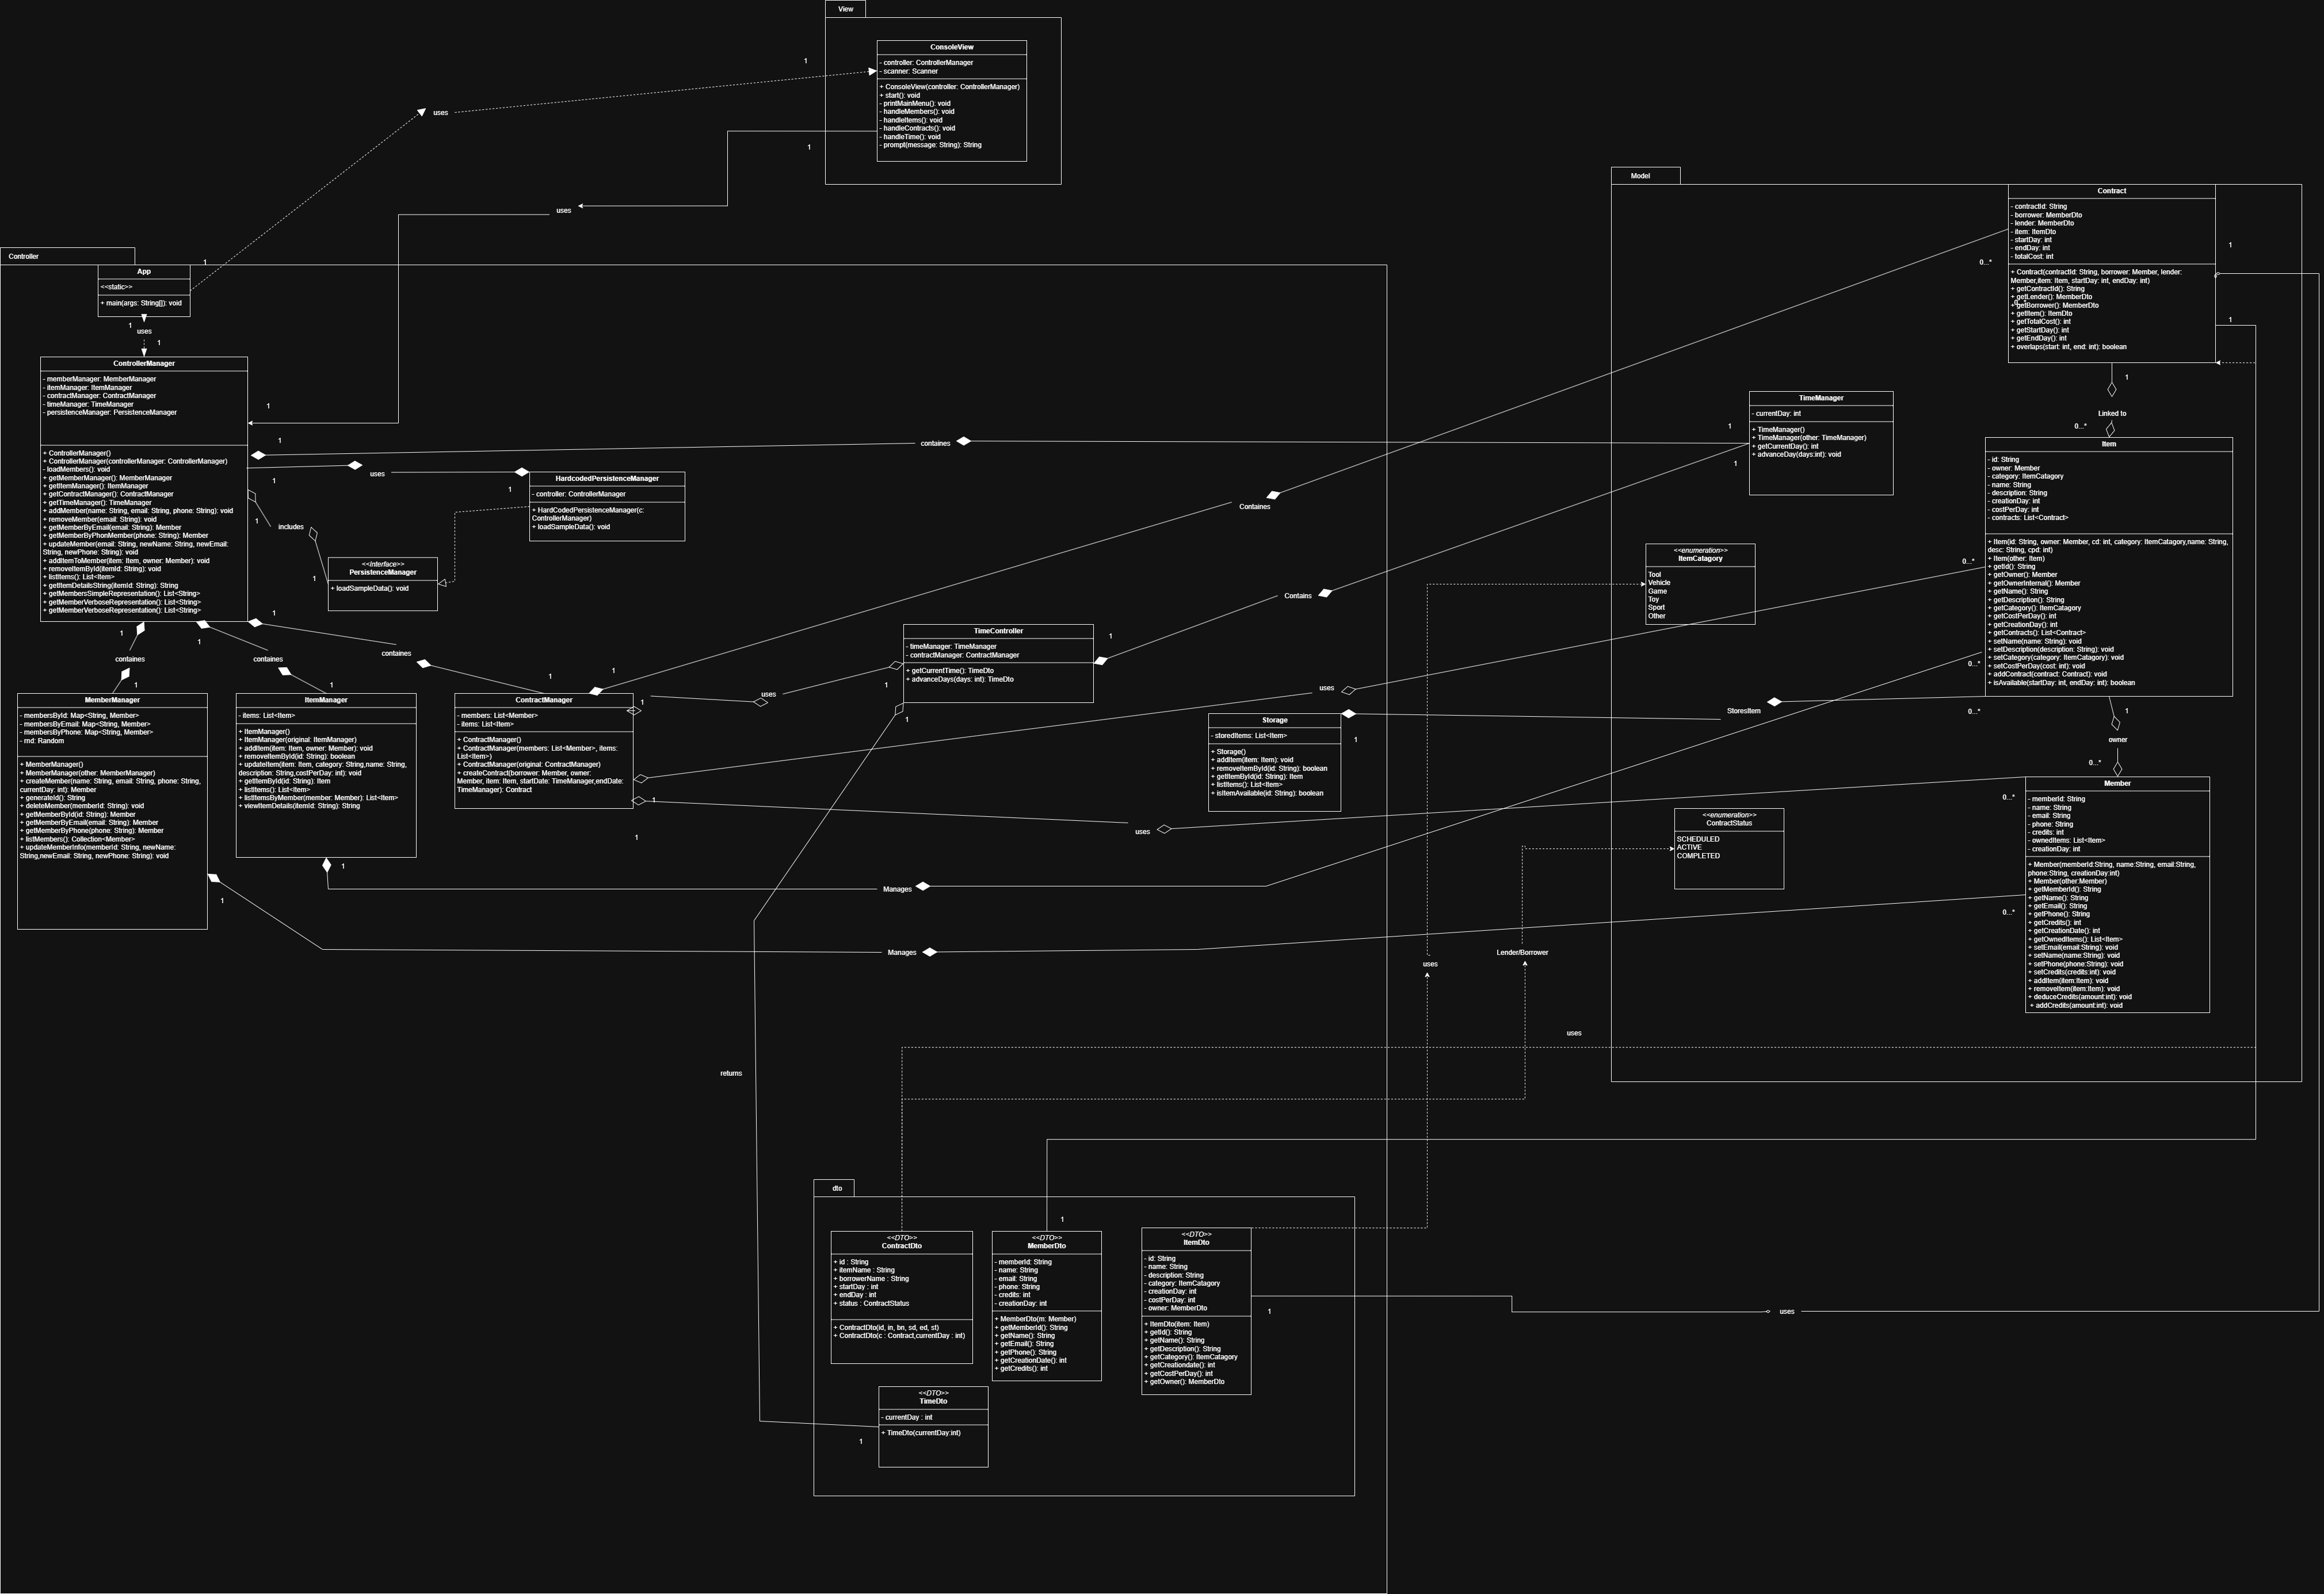 View
ConsoleView
- controller: ControllerManager
- scanner: Scanner
+ ConsoleView(controller: ControllerManager)
+ start(): void
- printMainMenu(): void
- handleMembers(): void
- handleItems(): void
- handleContracts(): void
- handleTime(): void
- prompt(message: String): String
1
1
uses
uses
Controller
App
<<static>>
+ main(args: String[]): void
1
1
uses
1
ControllerManager
- memberManager: MemberManager
- itemManager: ItemManager
- contractManager: ContractManager
- timeManager: TimeManager
- persistenceManager: PersistenceManager
+ ControllerManager()
+ ControllerManager(controllerManager: ControllerManager)
- loadMembers(): void
+ getMemberManager(): MemberManager
+ getItemManager(): ItemManager
+ getContractManager(): ContractManager
+ getTimeManager(): TimeManager
+ addMember(name: String, email: String, phone: String): void
+ removeMember(email: String): void
+ getMemberByEmail(email: String): Member
+ getMemberByPhonMember(phone: String): Member
+ updateMember(email: String, newName: String, newEmail:
String, newPhone: String): void
+ addItemToMember(item: Item, owner: Member): void
+ removeItemById(itemId: String): void
+ listItems(): List<Item>
+ getItemDetailsString(itemId: String): String
+ getMembersSimpleRepresentation(): List<String>
+ getMemberVerboseRepresentation(): List<String>
+ getMemberVerboseRepresentation(): List<String>
1
1
containes
1
1
uses
1
1
includes
1
HardcodedPersistenceManager
- controller: ControllerManager
+ HardCodedPersistenceManager(c:
ControllerManager)
+ loadSampleData(): void
<<Interface>>
PersistenceManager
+ loadSampleData(): void
1
1
1
containes
containes
containes
1
1
1
MemberManager
- membersById: Map<String, Member>
- membersByEmail: Map<String, Member>
- membersByPhone: Map<String, Member>
- rnd: Random
+ MemberManager()
+ MemberManager(other: MemberManager)
+ createMember(name: String, email: String, phone: String,
currentDay: int): Member
+ generateId(): String
+ deleteMember(memberId: String): void
+ getMemberById(id: String): Member
+ getMemberByEmail(email: String): Member
+ getMemberByPhone(phone: String): Member
+ listMembers(): Collection<Member>
+ updateMemberInfo(memberId: String, newName:
String,newEmail: String, newPhone: String): void
1
ItemManager
- items: List<Item>
+ ItemManager()
+ ItemManager(original: ItemManager)
+ addItem(item: Item, owner: Member): void
+ removeItemById(id: String): boolean
+ updateItem(item: Item, category: String,name: String,
description: String,costPerDay: int): void
+ getItemById(id: String): Item
+ listItems(): List<Item>
+ listItemsByMember(member: Member): List<Item>
+ viewItemDetails(itemId: String): String
1
ContractManager
- members: List<Member>
- items: List<Item>
+ ContractManager()
+ ContractManager(members: List<Member>, items:
List<Item>)
+ ContractManager(original: ContractManager)
+ createContract(borrower: Member, owner:
Member, item: Item, startDate: TimeManager,endDate:
TimeManager): Contract
1
1
1
1
uses
TimeController
- timeManager: TimeManager
- contractManager: ContractManager
+ getCurrentTime(): TimeDto
+ advanceDays(days: int): TimeDto
1
1
1
Contains
Containes
uses
uses
Manages
Manages
returns
Storage
- storedItems: List<Item>
+ Storage()
+ addItem(item: Item): void
+ removeItemById(id: String): boolean
+ getItemById(id: String): Item
+ listItems(): List<Item>
+ isItemAvailable(id: String): boolean
1
StoresItem
Model
Contract
- contractId: String
- borrower: MemberDto
- lender: MemberDto
- item: ItemDto
- startDay: int
- endDay: int
- totalCost: int
+ Contract(contractId: String, borrower: Member, lender:
Member,item: Item, startDay: int, endDay: int)
+ getContractId(): String
+ getLender(): MemberDto
+ getBorrower(): MemberDto
+ getItem(): ItemDto
+ getTotalCost(): int
+ getStartDay(): int
+ getEndDay(): int
+ overlaps(start: int, end: int): boolean
0...*
1
1
1
Linked to
0...*
TimeManager
- currentDay: int
+ TimeManager()
+ TimeManager(other: TimeManager)
+ getCurrentDay(): int
+ advanceDay(days:int): void
1
1
Item
- id: String
- owner: Member
- category: ItemCatagory
- name: String
- description: String
- creationDay: int
- costPerDay: int
- contracts: List<Contract>
+ Item(id: String, owner: Member, cd: int, category: ItemCatagory,name: String,
desc: String, cpd: int)
+ Item(other: Item)
+ getId(): String
+ getOwner(): Member
+ getOwnerInternal(): Member
+ getName(): String
+ getDescription(): String
+ getCategory(): ItemCatagory
+ getCostPerDay(): int
+ getCreationDay(): int
+ getContracts(): List<Contract>
+ setName(name: String): void
+ setDescription(description: String): void
+ setCategory(category: ItemCatagory): void
+ setCostPerDay(cost: int): void
+ addContract(contract: Contract): void
+ isAvailable(startDay: int, endDay: int): boolean
0...*
0...*
0...*
<<enumeration>>
ItemCatagory
Tool
Vehicle
Game
Toy
Sport
Other
1
owner
0...*
Member
- memberId: String
- name: String
- email: String
- phone: String
- credits: int
- ownedItems: List<Item>
- creationDay: int
+ Member(memberId:String, name:String, email:String,
phone:String, creationDay:int)
+ Member(other:Member)
+ getMemberId(): String
+ getName(): String
+ getEmail(): String
+ getPhone(): String
+ getCredits(): int
+ getCreationDate(): int
+ getOwnedItems(): List<Item>
+ setEmail(email:String): void
+ setName(name:String): void
+ setPhone(phone:String): void
+ setCredits(credits:int): void
+ addItem(item:Item): void
+ removeItem(item:Item): void
+ deduceCredits(amount:int): void
+ addCredits(amount:int): void
0...*
0...*
<<enumeration>>
ContractStatus
SCHEDULED
ACTIVE
COMPLETED
uses
Lender/Borrower
uses
dto
<<DTO>>
ContractDto
+ id : String
+ itemName : String
+ borrowerName : String
+ startDay : int
+ endDay : int
+ status : ContractStatus
+ ContractDto(id, in, bn, sd, ed, st)
+ ContractDto(c : Contract,currentDay : int)
1
<<DTO>>
MemberDto
- memberId: String
- name: String
- email: String
- phone: String
- credits: int
- creationDay: int
+ MemberDto(m: Member)
+ getMemberId(): String
+ getName(): String
+ getEmail(): String
+ getPhone(): String
+ getCreationDate(): int
+ getCredits(): int
<<DTO>>
ItemDto
- id: String
- name: String
- description: String
- category: ItemCatagory
- creationDay: int
- costPerDay: int
- owner: MemberDto
+ ItemDto(item: Item)
+ getId(): String
+ getName(): String
+ getDescription(): String
+ getCategory(): ItemCatagory
+ getCreationdate(): int
+ getCostPerDay(): int
+ getOwner(): MemberDto
1
uses
<<DTO>>
TimeDto
- currentDay : int
+ TimeDto(currentDay:int)
1